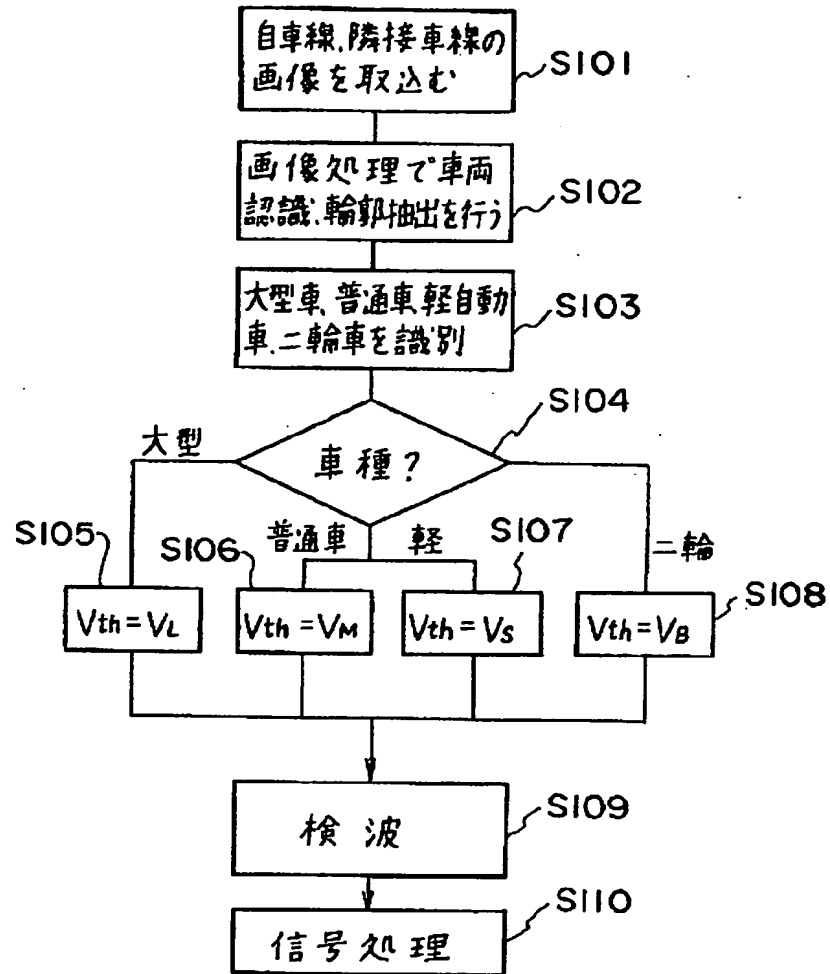 自車線、隣接車線の
画像を取込む
S101
画像処理で車両
認識、輪郭抽出を行う
S102
大型車、普通車、軽自動
車、二輪車を識別
S103
S104
車種?
大型
普通車
軽
二輪
S105
Vth=VL
S106
Vth=VM
S107
Vth=VS
S108
Vth=VB
検波
S109
信号処理
S110